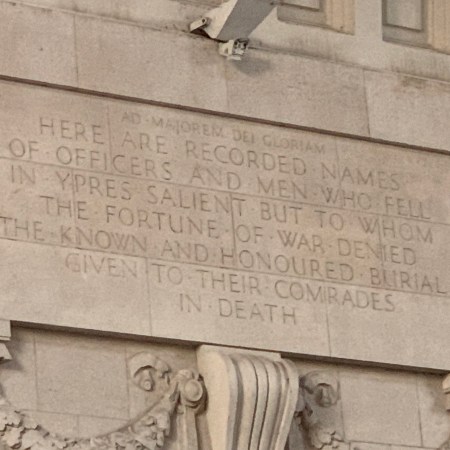 AD · MAIOREM · DEI · GLORIAM
HERE · ARE · RECORDED · NAMES
OF · OFFICERS · AND · MEN · WHO · FELL
IN · YPRES · SALIENT · BUT · TO · WHOM
THE · FORTUNE · OF · WAR · DENIED
THE · KNOWN · AND · HONOURED · BURIAL
GIVEN · TO · THEIR · COMRADES
IN · DEATH